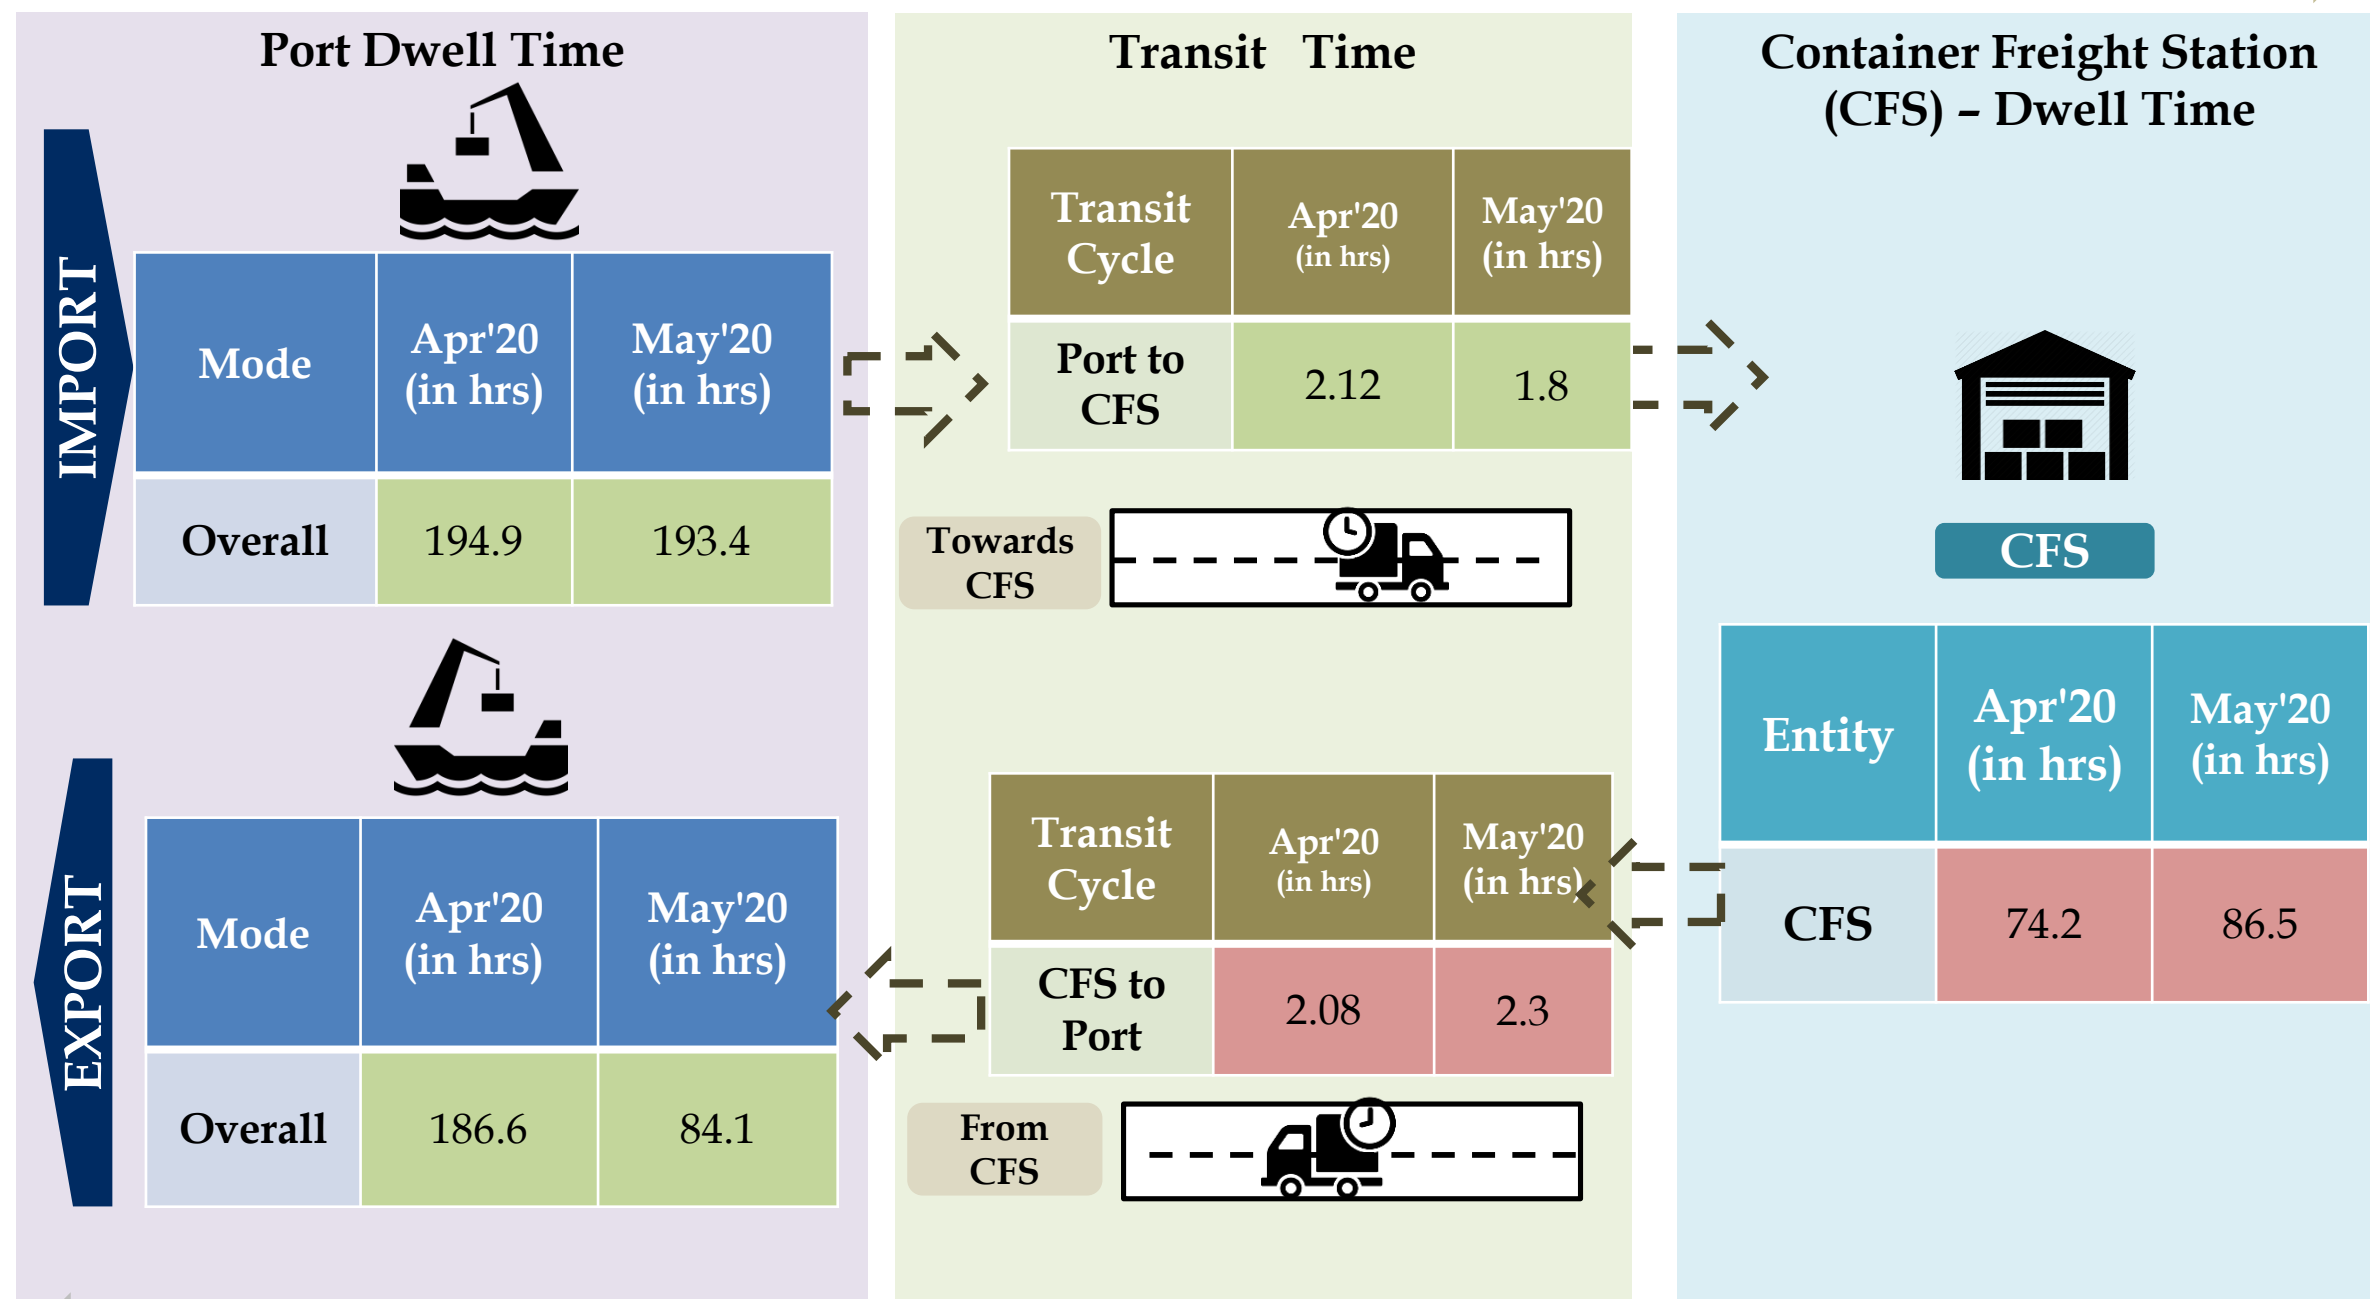 Port Dwell Time
IMPORT
Mode
Apr'20
(in hrs)
May'20
(in hrs)
Overall
194.9
193.4
EXPORT
Mode
Apr'20
(in hrs)
May'20
(in hrs)
Overall
186.6
84.1
Transit Time
Transit
Cycle
Apr'20
(in hrs)
May'20
(in hrs)
Port to
CFS
2.12
1.8
Towards
CFS
Transit
Cycle
Apr'20
(in hrs)
May'20
(in hrs)
CFS to
Port
2.08
2.3
From
CFS
Container Freight Station
(CFS) – Dwell Time
CFS
Entity
Apr'20
(in hrs)
May'20
(in hrs)
CFS
74.2
86.5